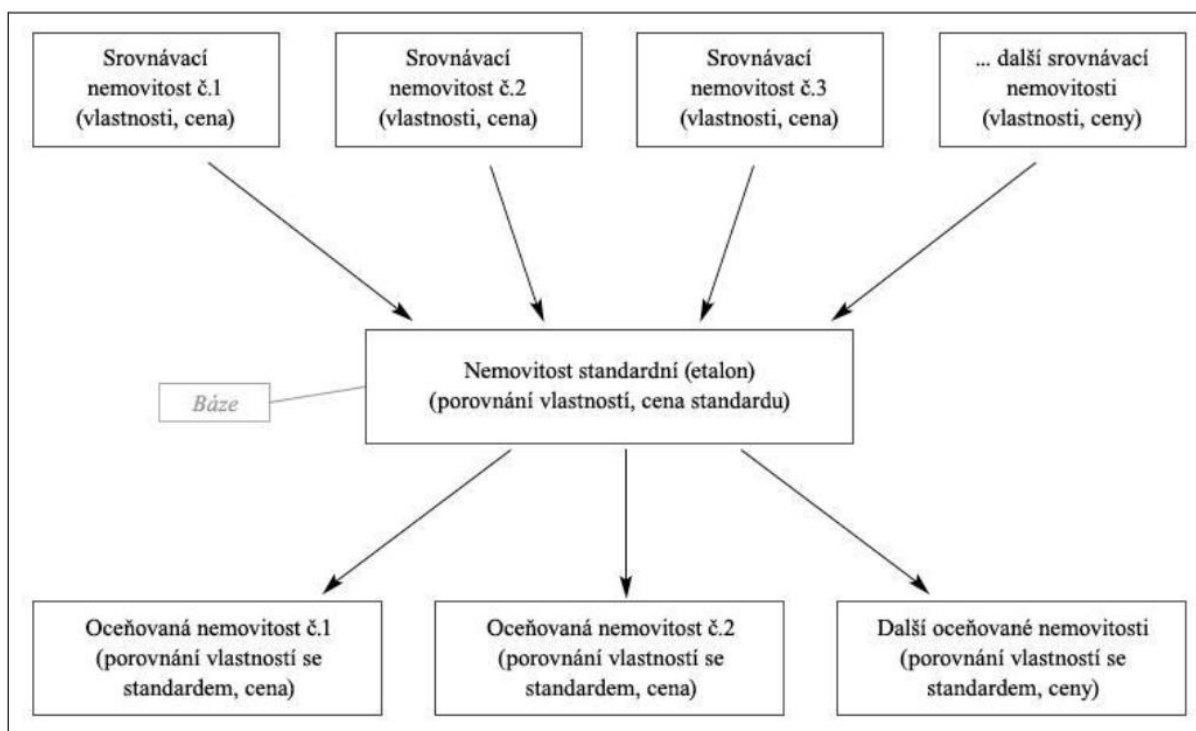 Srovnávací
nemovitost č.1
(vlastnosti, cena)
Srovnávací
nemovitost č.2
(vlastnosti, cena)
Srovnávací
nemovitost č.3
(vlastnosti, cena)
... další srovnávací
nemovitosti
(vlastnosti, ceny)
Nemovitost standardní (etalon)
(porovnání vlastností, cena standardu)
Báze
Oceňovaná nemovitost č.1
(porovnání vlastností se
standardem, cena)
Oceňovaná nemovitost č.2
(porovnání vlastností se
standardem, cena)
Další oceňované nemovitosti
(porovnání vlastností se
standardem, ceny)